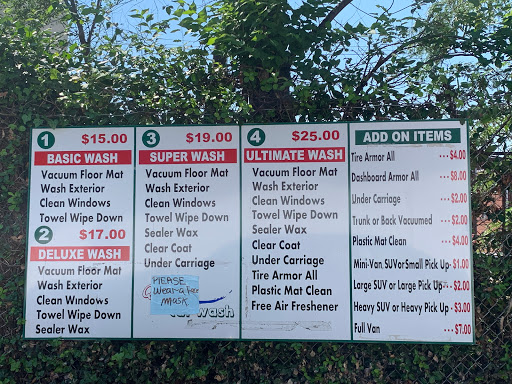 1 $15.00
BASIC WASH
Vacuum Floor Mat
Wash Exterior
Clean Windows
Towel Wipe Down
2 $17.00
DELUXE WASH
Vacuum Floor Mat
Wash Exterior
Clean Windows
Towel Wipe Down
Sealer Wax
3 $19.00
SUPER WASH
Vacuum Floor Mat
Wash Exterior
Clean Windows
Towel Wipe Down
Sealer Wax
Clear Coat
Under Carriage
PLEASE
Wear a Face
MASK
Car Wash
4 $25.00
ULTIMATE WASH
Vacuum Floor Mat
Wash Exterior
Clean Windows
Towel Wipe Down
Sealer Wax
Clear Coat
Under Carriage
Tire Armor All
Plastic Mat Clean
Free Air Freshener
ADD ON ITEMS
Tire Armor All ---$4.00
Dashboard Armor All ---$8.00
Under Carriage ---$2.00
Trunk or Back Vacuumed ---$2.00
Plastic Mat Clean ---$4.00
Mini-Van SUVorSmall Pick Up-$1.00
Large SUV or Large Pick Up--$2.00
Heavy SUV or Heavy Pick Up-$3.00
Full Van ---$7.00